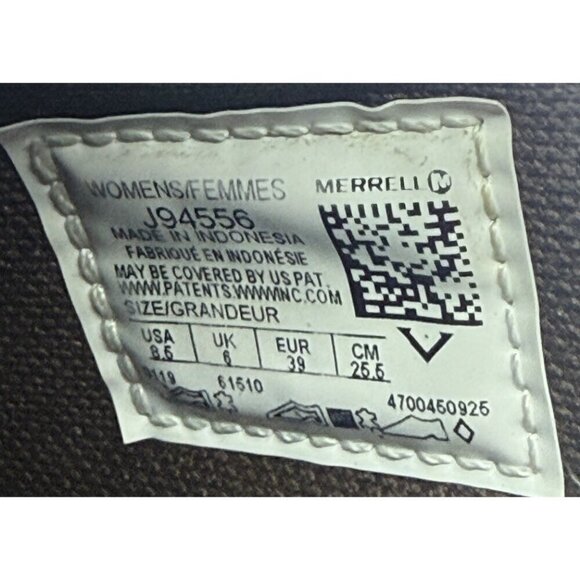 WOMENS/FEMMES MERRELL M
J94556
MADE IN INDONESIA
FABRIQUÉ EN INDONÉSIE
MAY BE COVERED BY US PAT.
WWW.PATENTS.WWWINC.COM
SIZE/GRANDEUR
USA UK EUR CM
8.5 6 39 25.5
61510 4700450925